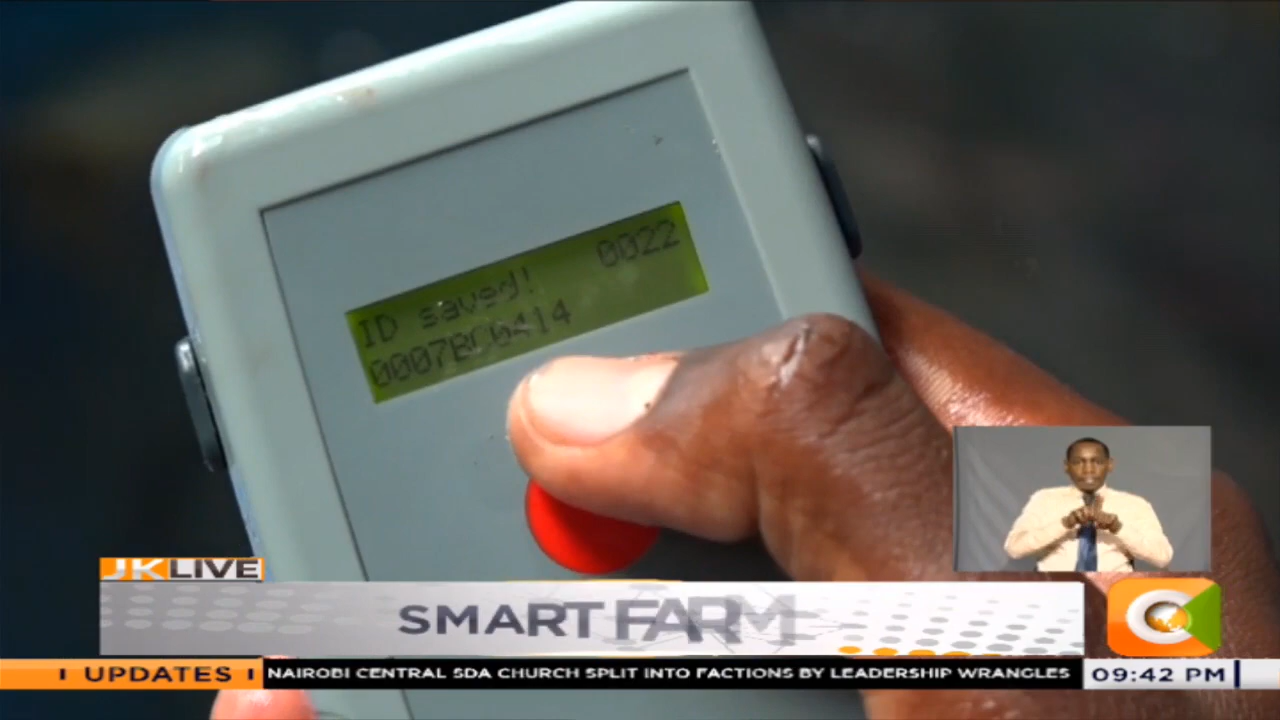 ID saved! 0022
0007BC6414
JKLIVE
SMART FARM
UPDATES
NAIROBI CENTRAL SDA CHURCH SPLIT INTO FACTIONS BY LEADERSHIP WRANGLES
09:42 PM